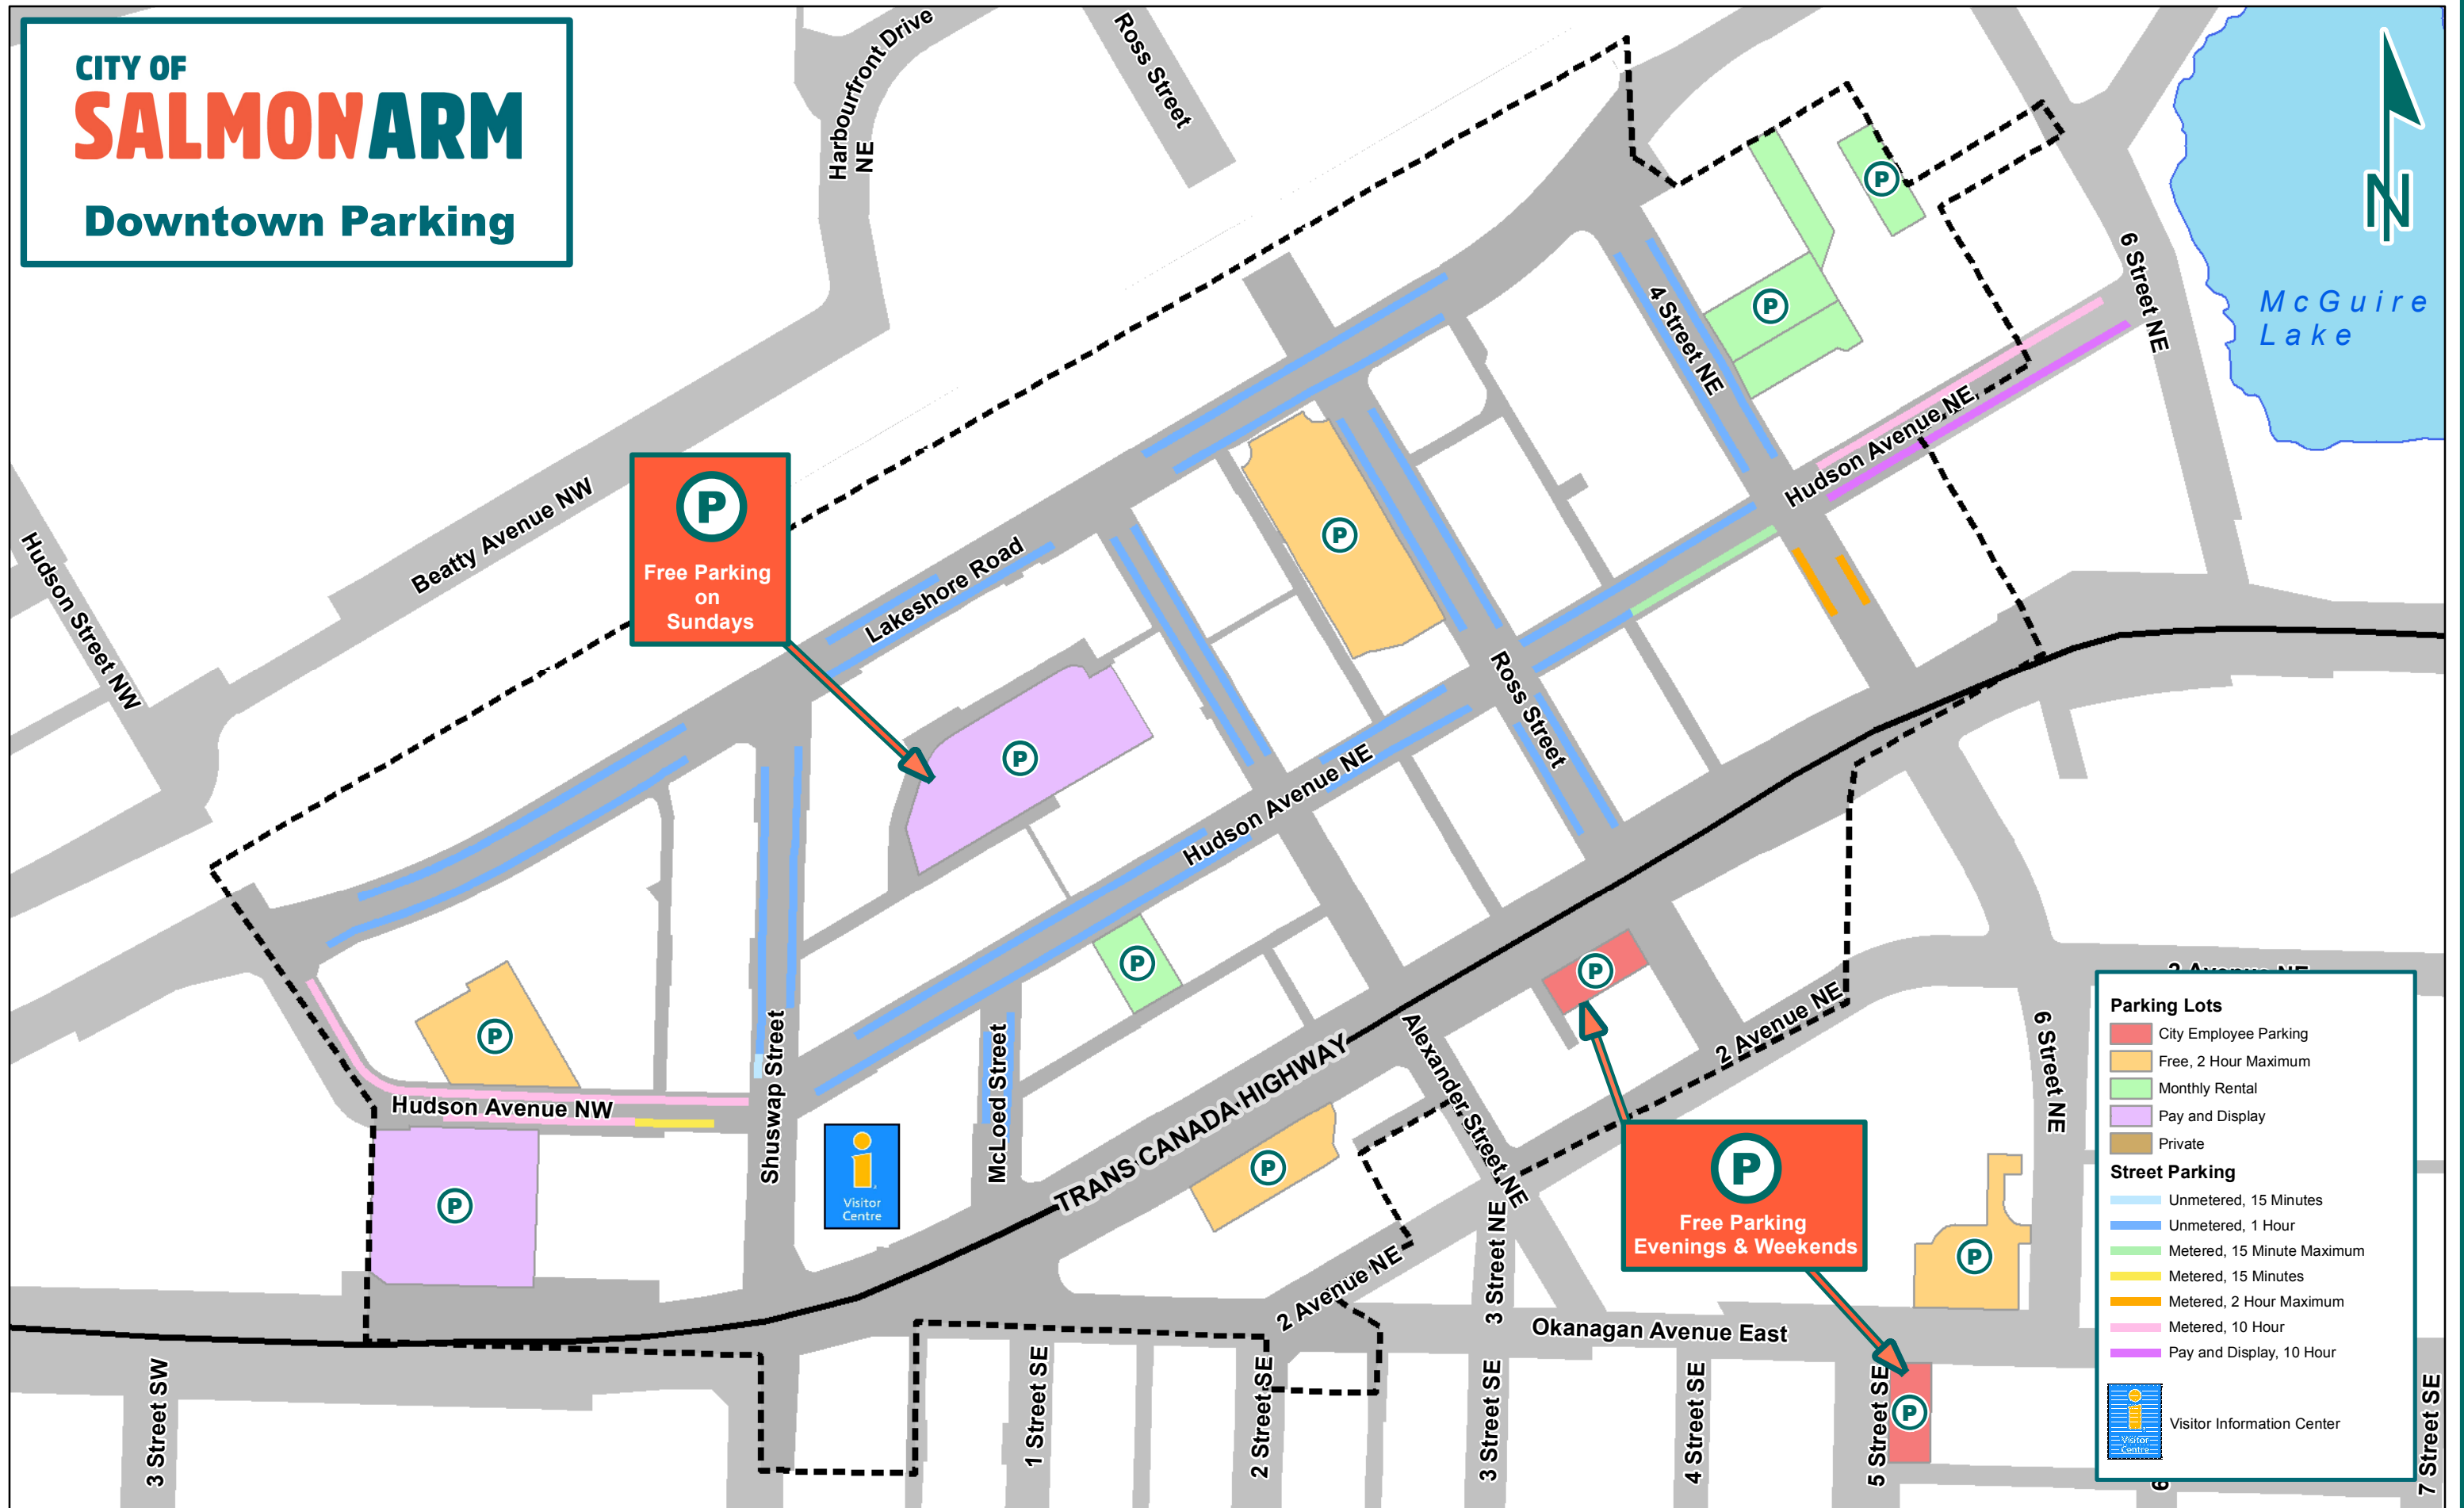 CITY OF
SALMONARM
Downtown Parking
Harbourfront Drive
NE
Ross Street
N
McGuire
Lake
6 Street NE
4 Street NE
Hudson Avenue NE
Beatty Avenue NW
Hudson Street NW
P
Free Parking
on
Sundays
Lakeshore Road
P
P
P
P
Ross Street
Hudson Avenue NE
P
P
P
Hudson Avenue NW
P
Shuswap Street
Visitor
Centre
McLoed Street
TRANS CANADA HIGHWAY
P
Alexander Street NE
P
2 Avenue NE
2 Avenue NE
3 Street NE
P
Free Parking
Evenings & Weekends
6 Street NE
P
Okanagan Avenue East
P
3 Street SW
1 Street SE
2 Street SE
3 Street SE
4 Street SE
5 Street SE
7 Street SE
Parking Lots
City Employee Parking
Free, 2 Hour Maximum
Monthly Rental
Pay and Display
Private
Street Parking
Unmetered, 15 Minutes
Unmetered, 1 Hour
Metered, 15 Minute Maximum
Metered, 15 Minutes
Metered, 2 Hour Maximum
Metered, 10 Hour
Pay and Display, 10 Hour
Visitor
Centre
Visitor Information Center